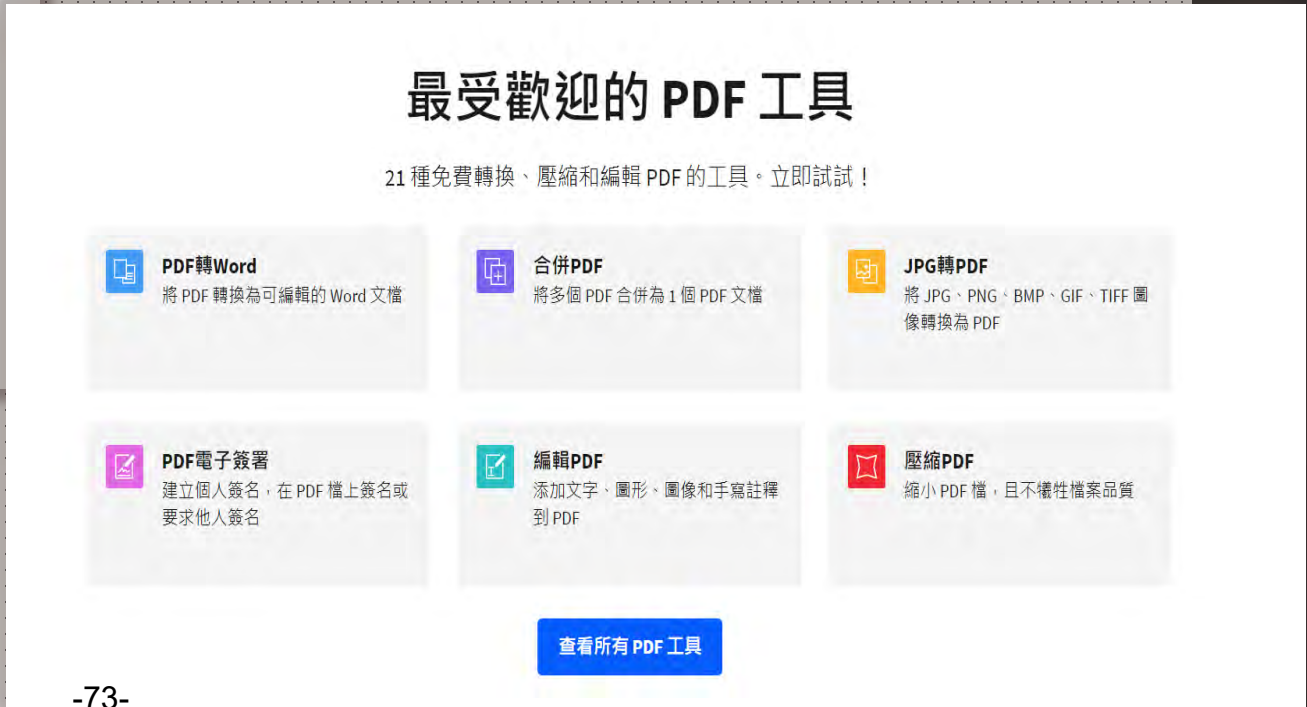 最受歡迎的 PDF 工具
21 種免費轉換、壓縮和編輯 PDF 的工具。立即試試！
PDF轉Word
將 PDF 轉換為可編輯的 Word 文檔
合併PDF
將多個 PDF 合併為 1 個 PDF 文檔
JPG轉PDF
將 JPG、PNG、BMP、GIF、TIFF 圖
像轉換為 PDF
PDF電子簽署
建立個人簽名，在 PDF 檔上簽名或
要求他人簽名
編輯PDF
添加文字、圖形、圖像和手寫註釋
到 PDF
壓縮PDF
縮小 PDF 檔，且不犧牲檔案品質
查看所有 PDF 工具
-73-